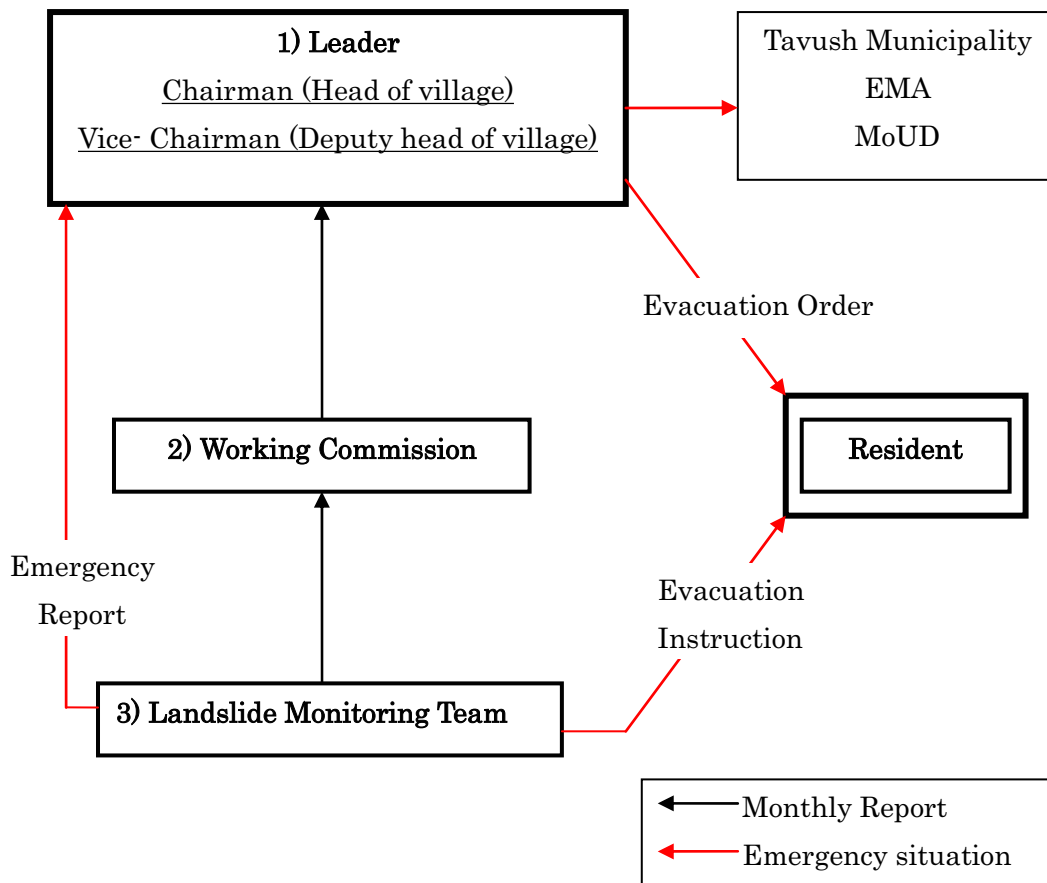 1) Leader
Chairman (Head of village)
Vice- Chairman (Deputy head of village)
Tavush Municipality
EMA
MoUD
Evacuation Order
2) Working Commission
Resident
Emergency
Report
Evacuation
Instruction
3) Landslide Monitoring Team
Monthly Report
Emergency situation